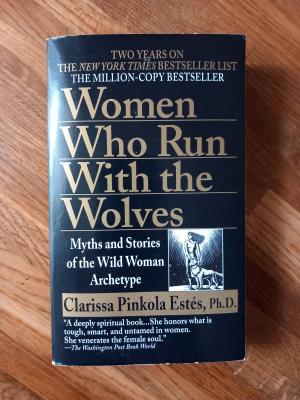 TWO YEARS ON
THE NEW YORK TIMES BESTSELLER LIST
THE MILLION-COPY BESTSELLER
Women
Who Run
With the
Wolves
Myths and Stories
of the Wild Woman
Archetype
Clarissa Pinkola Estés, Ph.D.
"A deeply spiritual book...She honors what is
tough, smart, and untamed in women.
She venerates the female soul."
—The Washington Post Book World